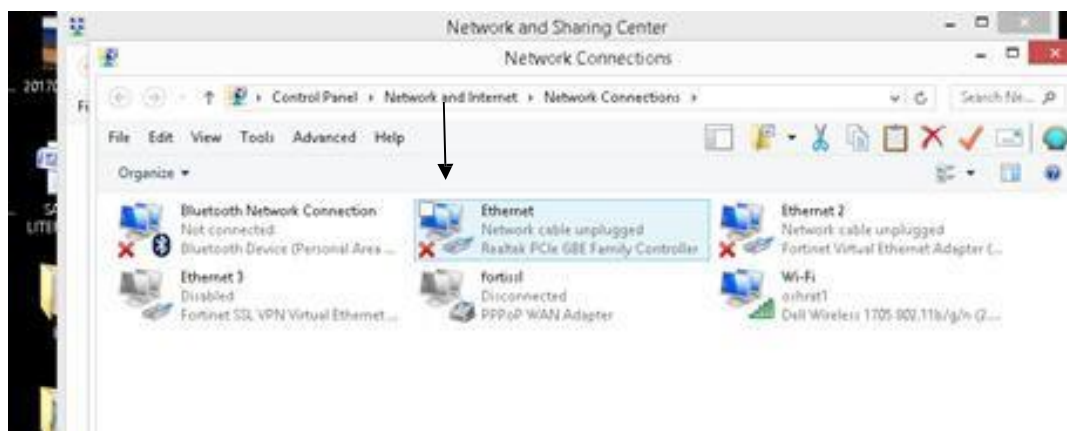 Network and Sharing Center
Network Connections
Control Panel Network and Internet Network Connections
Search Ne...
File Edit View Tools Advanced Help
Organize
Bluetooth Network Connection
Not connected
Bluetooth Device (Personal Area ...
Ethernet
Network cable unplugged
Realtek PCIe GBE Family Controller
Ethernet 2
Network cable unplugged
Fortinet Virtual Ethernet Adapter (...
Ethernet 3
Disabled
Fortinet SSL VPN Virtual Ethernet ...
fortissl
Disconnected
PPPoP WAN Adapter
Wi-Fi
Dell Wireless 1705 802.11b/g/n (2....